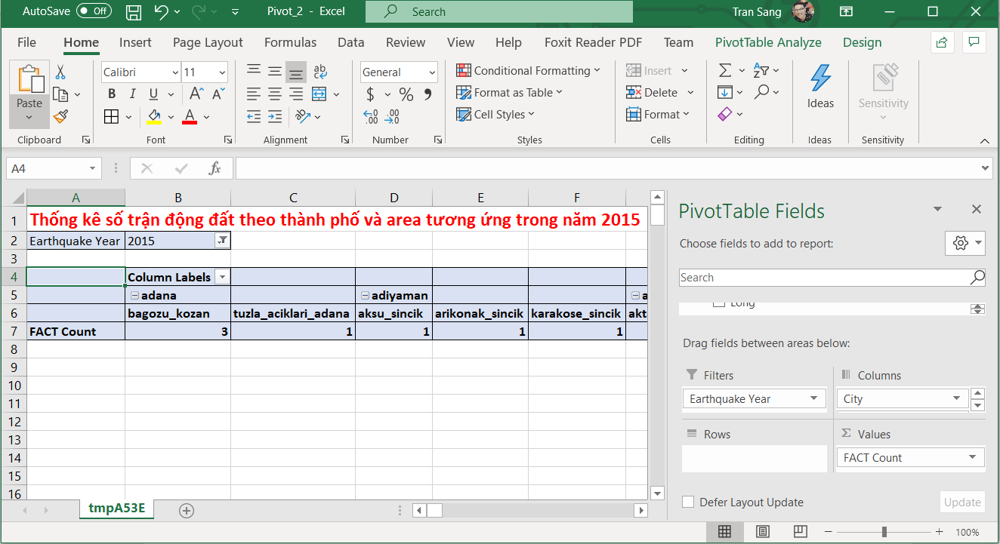 AutoSave Off Pivot_2 - Excel Search Tran Sang
File Home Insert Page Layout Formulas Data Review View Help Foxit Reader PDF Team PivotTable Analyze Design
Calibri 11 General Conditional Formatting Insert
Paste B I U $ % Format as Table Delete Ideas Sensitivity
A Cell Styles Format
Clipboard Font Alignment Number Styles Cells Editing Ideas Sensitivity
A4 fx
A B C D E F
1 Thống kê số trận động đất theo thành phố và area tương ứng trong năm 2015
2 Earthquake Year 2015
3
4 Column Labels
5 adana adiyaman a
6 bagozu_kozan tuzla_aciklari_adana aksu_sincik arikonak_sincik karakose_sincik akt
7 FACT Count 3 1 1 1 1
8
9
10
11
12
13
14
15
16
tmpA53E
PivotTable Fields
Choose fields to add to report:
Search
Long
Drag fields between areas below:
Filters Columns
Earthquake Year City
Rows Σ Values
FACT Count
Defer Layout Update Update
100%